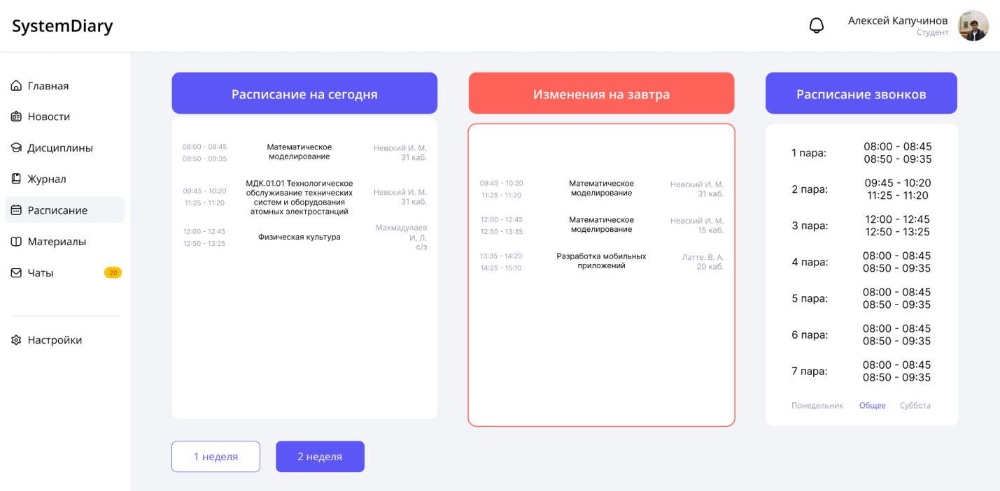 SystemDiary
Алексей Капучинов
Студент
Главная
Новости
Дисциплины
Журнал
Расписание
Материалы
Чаты 20
Настройки
Расписание на сегодня
08:00 - 08:45
08:50 - 09:35
Математическое
моделирование
Невский И. М.
31 каб.
09:45 - 10:20
11:25 - 11:20
МДК.01.01 Технологическое
обслуживание технических
систем и оборудования
атомных электростанций
Невский И. М.
31 каб.
12:00 - 12:45
12:50 - 13:25
Физическая культура
Махмадулаев
И. Л.
с/з
Изменения на завтра
09:45 - 10:20
11:25 - 11:20
Математическое
моделирование
Невский И. М.
31 каб.
12:00 - 12:45
12:50 - 13:35
Математическое
моделирование
Невский И. М.
15 каб.
13:35 - 14:20
14:25 - 15:10
Разработка мобильных
приложений
Латте. В. А.
20 каб.
Расписание звонков
1 пара:
08:00 - 08:45
08:50 - 09:35
2 пара:
09:45 - 10:20
11:25 - 11:20
3 пара:
12:00 - 12:45
12:50 - 13:25
4 пара:
08:00 - 08:45
08:50 - 09:35
5 пара:
08:00 - 08:45
08:50 - 09:35
6 пара:
08:00 - 08:45
08:50 - 09:35
7 пара:
08:00 - 08:45
08:50 - 09:35
Понедельник Общее Суббота
1 неделя
2 неделя